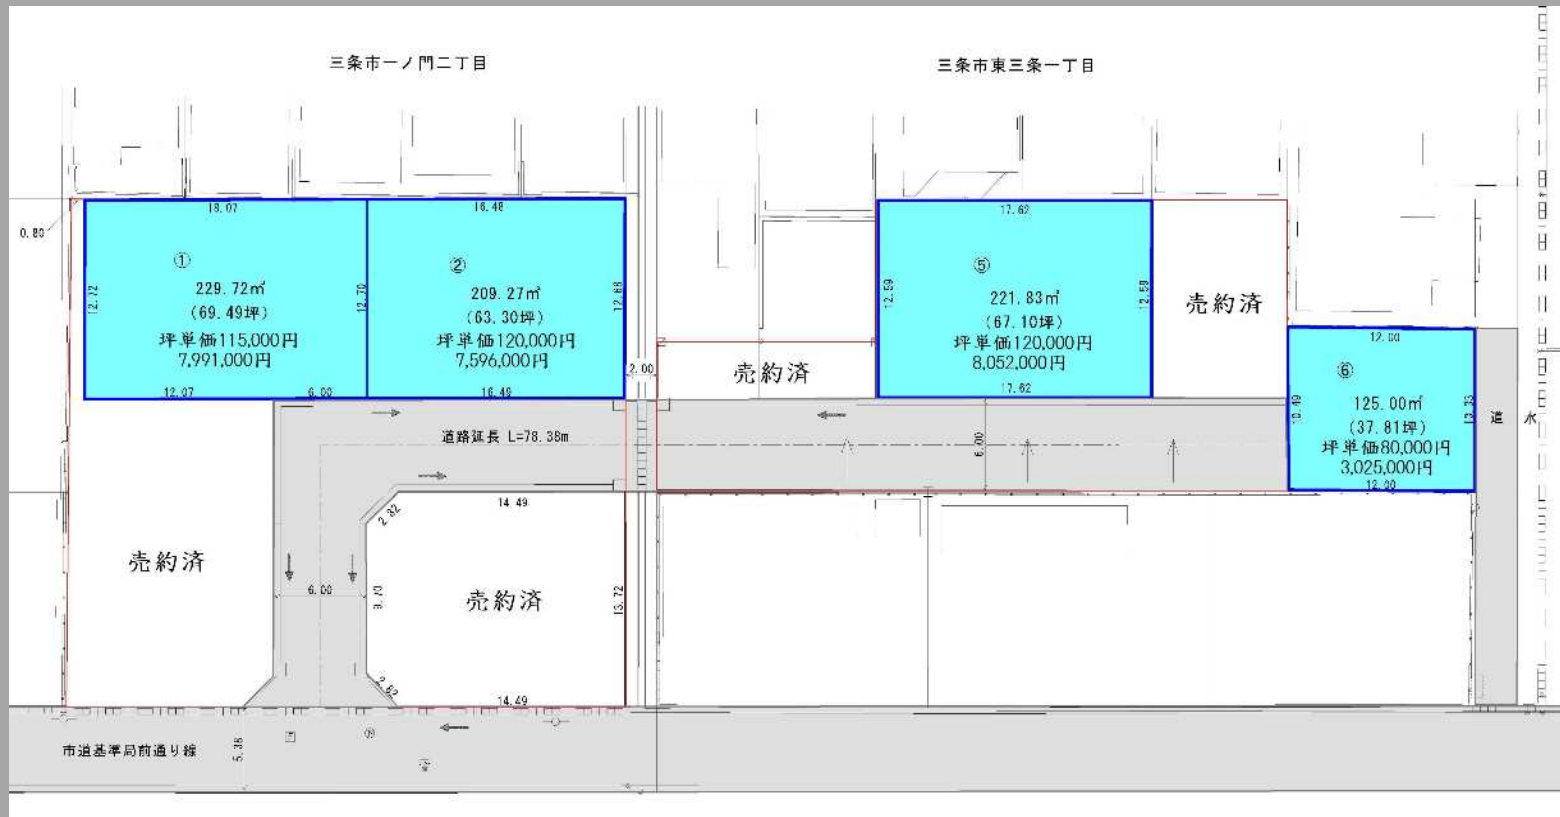 三条市一ノ門二丁目
三条市東三条一丁目
0.80
18.07
16.48
17.62
①
229.72㎡
(69.49坪)
坪単価115,000円
7,991,000円
12.72
12.70
②
209.27㎡
(63.30坪)
坪単価120,000円
7,596,000円
12.68
⑤
221.83㎡
(67.10坪)
坪単価120,000円
8,052,000円
12.59
12.59
売約済
売約済
2.00
12.07
6.00
16.49
17.62
12.00
⑥
125.00㎡
(37.81坪)
坪単価80,000円
3,025,000円
10.49
12.00
道
水
道路延長 L=78.38m
6.00
14.49
2.82
売約済
6.00
9.70
売約済
13.72
14.49
市道基準局前通り線
5.38